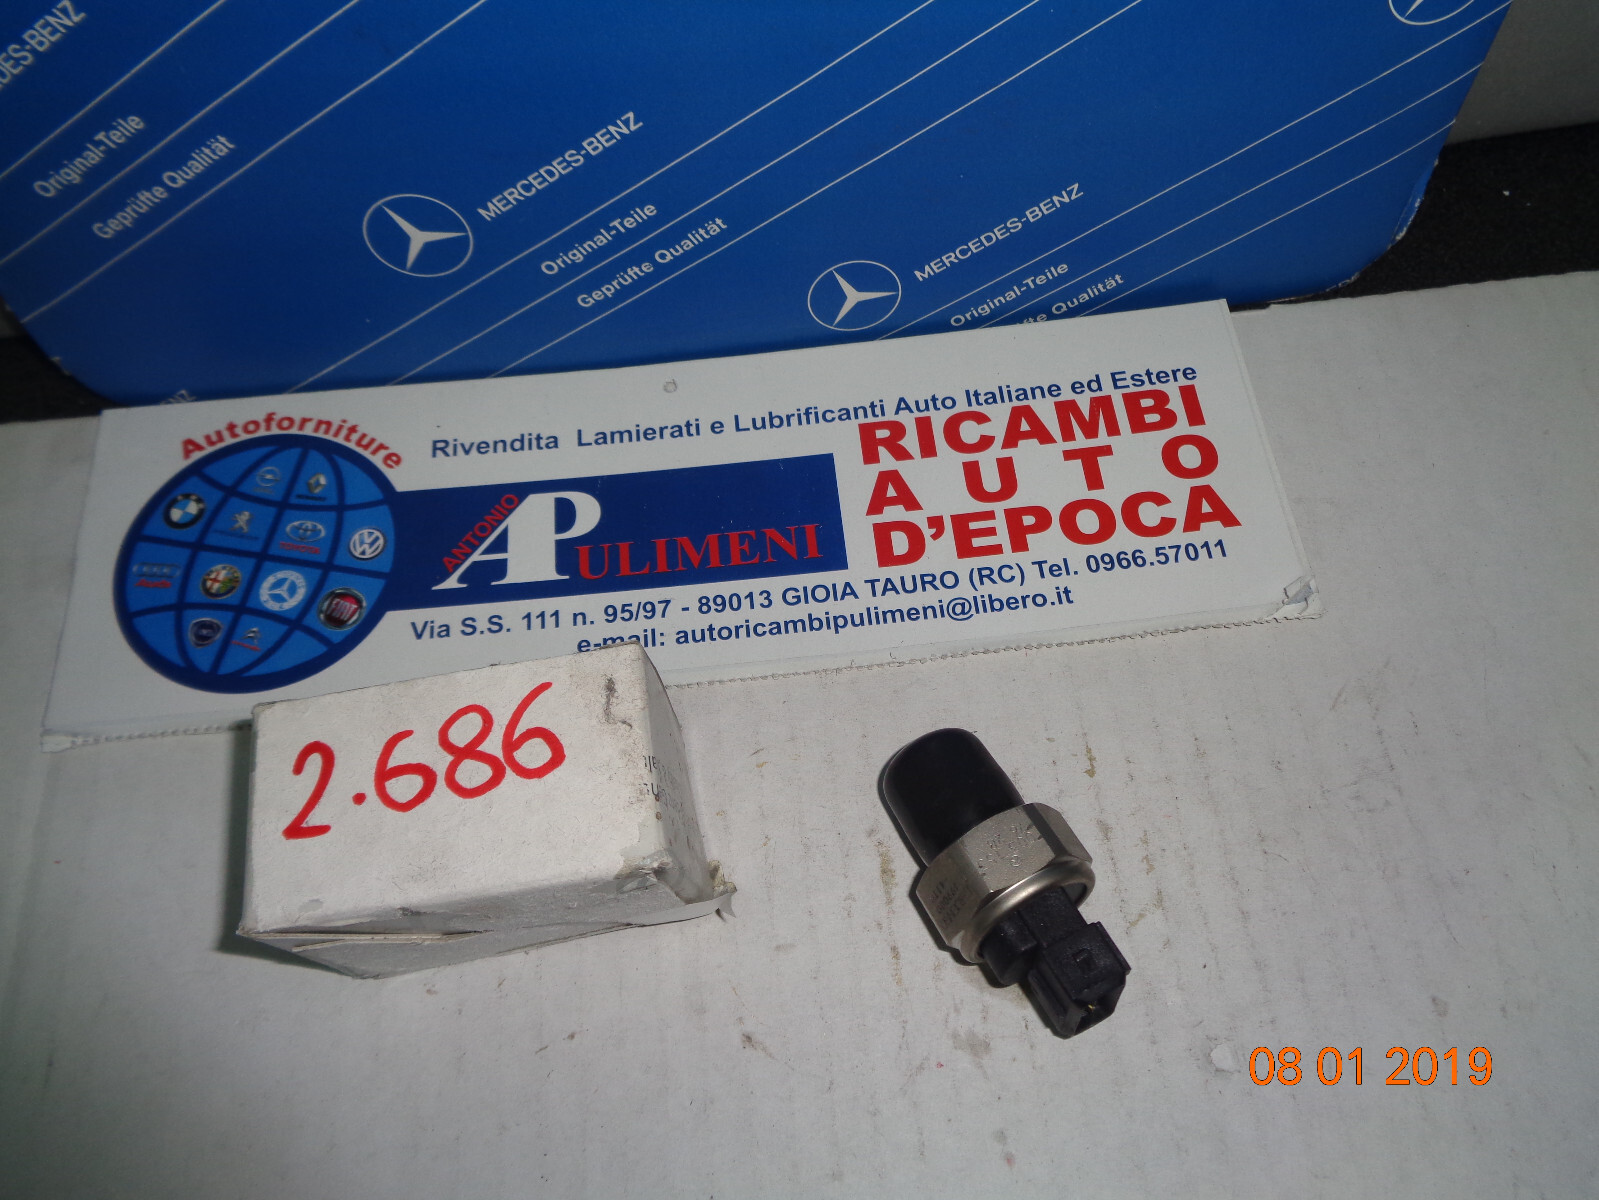 MERCEDES-BENZ
Original-Teile
Geprüfte Qualität
MERCEDES-BENZ
Original-Teile
Geprüfte Qualität
MERCEDES-BENZ
Original-Teile
Qualität
Autoforniture
Rivendita Lamierati e Lubrificanti Auto Italiane ed Estere
ANTONIO
PULIMENI
RICAMBI
AUTO
D'EPOCA
TOYOTA
FIAT
Via S.S. 111 n. 95/97 - 89013 GIOIA TAURO (RC) Tel. 0966.57011
e-mail: autoricambipulimeni@libero.it
2.686
08 01 2019